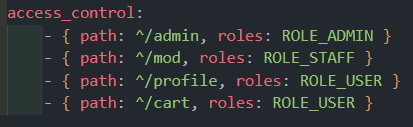 access_control:
- { path: ^/admin, roles: ROLE_ADMIN }
- { path: ^/mod, roles: ROLE_STAFF }
- { path: ^/profile, roles: ROLE_USER }
- { path: ^/cart, roles: ROLE_USER }